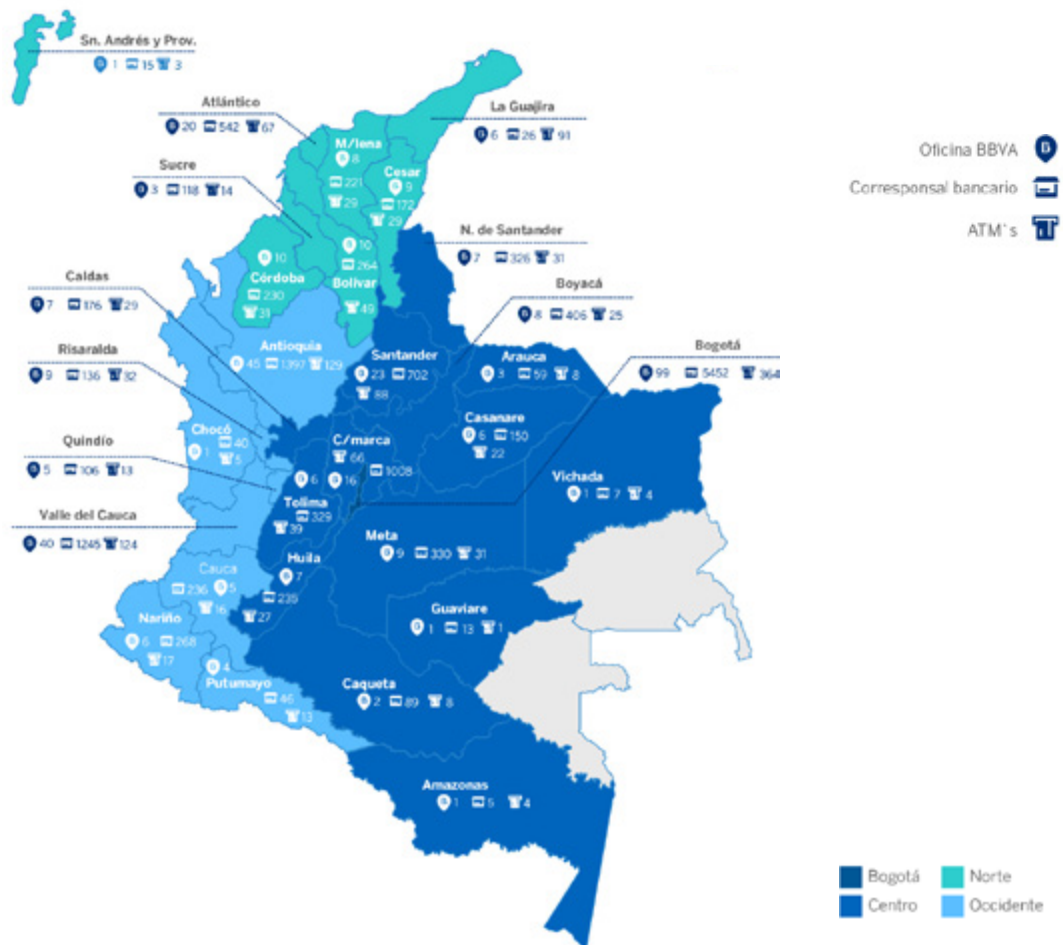 Sn. Andrés y Prov.
1 15 3
Atlántico
20 542 67
La Guajira
6 26 91
M/lena
8
221
29
Cesar
9
172
29
Sucre
3 118 14
N. de Santander
7 326 31
10
264
Bolívar
49
10
Córdoba
230
31
Caldas
7 176 29
Boyacá
8 406 25
Antioquia
45 1397 129
Santander
23 702
88
Arauca
3 59 8
Bogotá
99 5452 364
Risaralda
9 136 32
Casanare
6 150
22
Chocó
40
1 5
C/marca
66
16 1008
Quindío
5 106 13
6
Tolima
329
39
Vichada
1 7 4
Valle del Cauca
40 1245 124
Meta
9 330 31
Huila
7
235
27
Cauca
236 5
16
Guaviare
1 13 1
Nariño
6 268
17
4
Putumayo
46
13
Caqueta
2 89 8
Amazonas
1 5 4
Oficina BBVA
Corresponsal bancario
ATM`s
Bogotá
Norte
Centro
Occidente